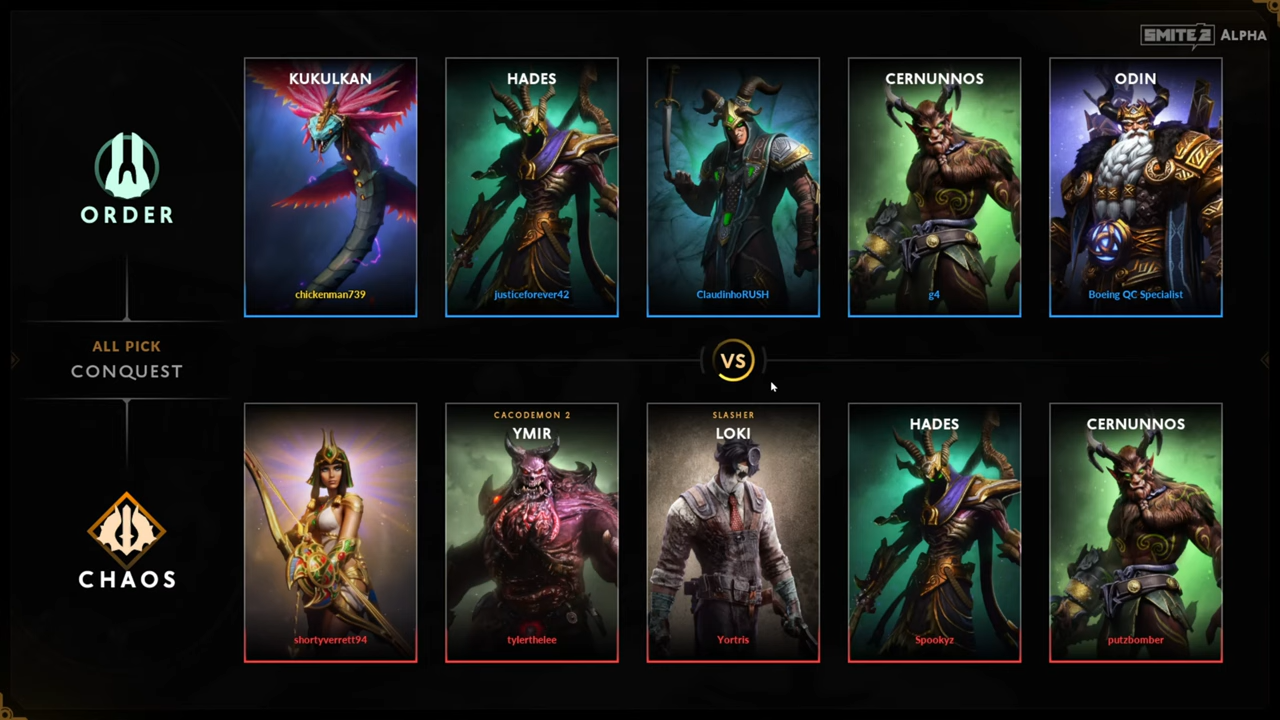 SMITE 2 ALPHA
KUKULKAN
HADES
CERNUNNOS
ODIN
ORDER
chickenman739
justiceforever42
ClaudinhoRUSH
g4
Boeing QC Specialist
ALL PICK
CONQUEST
VS
CACODEMON 2
YMIR
SLASHER
LOKI
HADES
CERNUNNOS
CHAOS
shortyverrett94
tylerthelee
Yortris
Spookyz
putzbomber